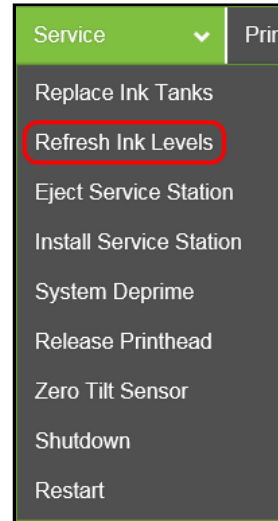 Service Prin
Replace Ink Tanks
Refresh Ink Levels
Eject Service Station
Install Service Station
System Deprime
Release Printhead
Zero Tilt Sensor
Shutdown
Restart